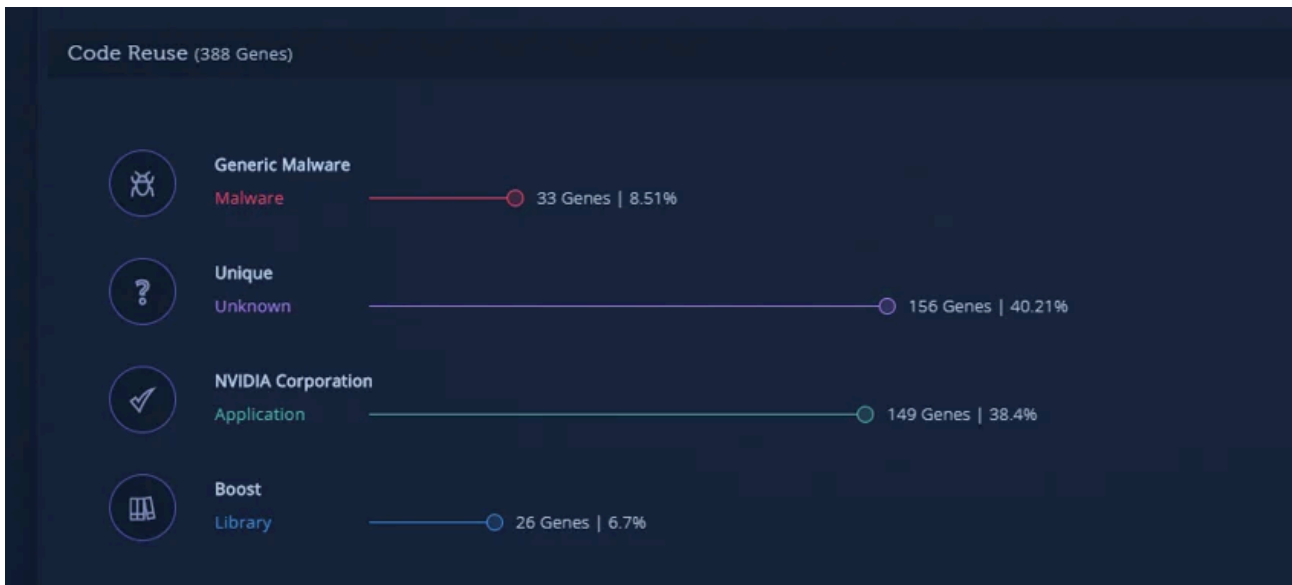 Code Reuse (388 Genes)
Generic Malware
Malware 33 Genes | 8.51%
Unique
Unknown 156 Genes | 40.21%
NVIDIA Corporation
Application 149 Genes | 38.4%
Boost
Library 26 Genes | 6.7%